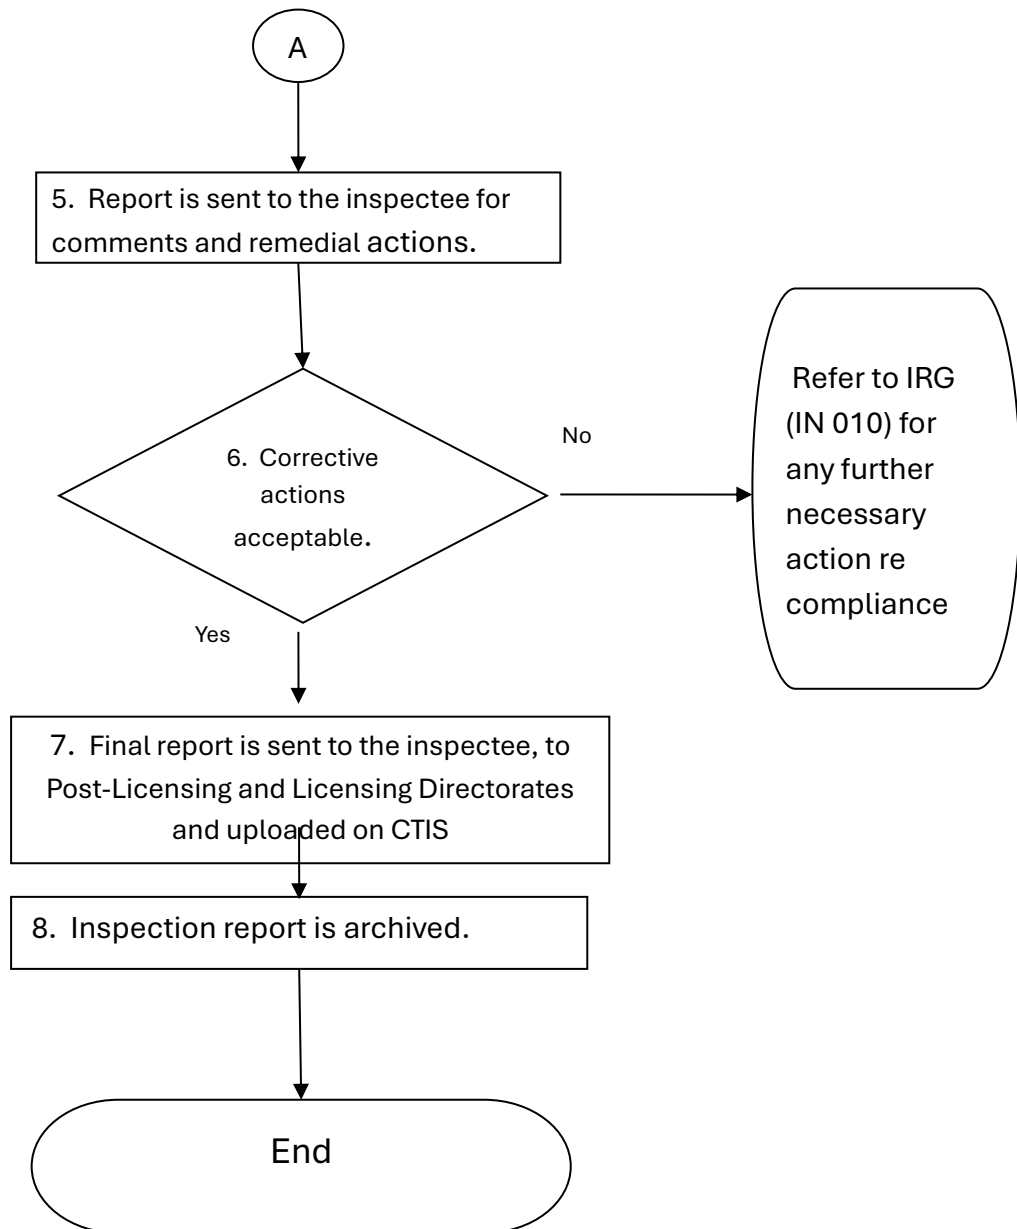 A
5. Report is sent to the inspectee for
comments and remedial actions.
6. Corrective
actions
acceptable.
No
Refer to IRG
(IN 010) for
any further
necessary
action re
compliance
Yes
7. Final report is sent to the inspectee, to
Post-Licensing and Licensing Directorates
and uploaded on CTIS
8. Inspection report is archived.
End